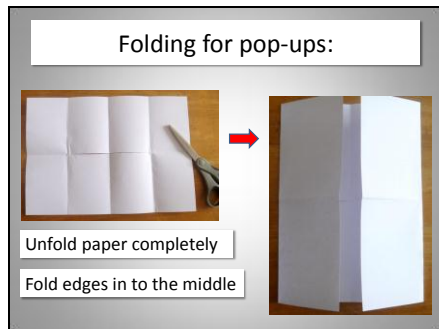 Folding for pop-ups:
Unfold paper completely
Fold edges in to the middle